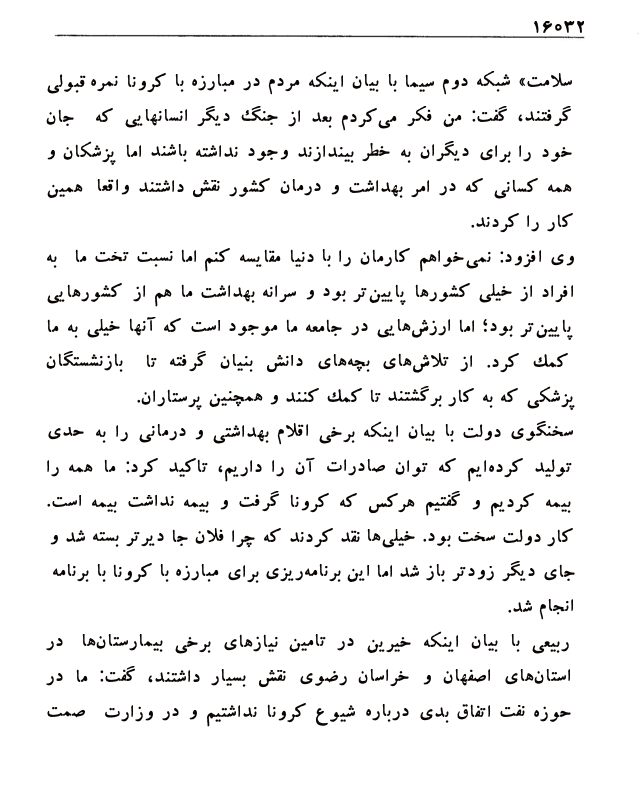 ۱۶۰۳۲
سلامت» شبکه دوم سیما با بیان اینکه مردم در مبارزه با کرونا نمره قبولی
گرفتند، گفت: من فکر می‌کردم بعد از جنگ دیگر انسانهایی که جان
خود را برای دیگران به خطر بیندازند وجود نداشته باشند اما پزشکان و
همه کسانی که در امر بهداشت و درمان کشور نقش داشتند واقعا همین
کار را کردند.
وی افزود: نمی‌خواهم کارمان را با دنیا مقایسه کنم اما نسبت تخت ما به
افراد از خیلی کشورها پایین‌تر بود و سرانه بهداشت ما هم از کشورهایی
پایین‌تر بود؛ اما ارزش‌هایی در جامعه ما موجود است که آنها خیلی به ما
کمک کرد. از تلاش‌های بچه‌های دانش بنیان گرفته تا بازنشستگان
پزشکی که به کار برگشتند تا کمک کنند و همچنین پرستاران.
سخنگوی دولت با بیان اینکه برخی اقلام بهداشتی و درمانی را به حدی
تولید کرده‌ایم که توان صادرات آن را داریم، تاکید کرد: ما همه را
بیمه کردیم و گفتیم هرکس که کرونا گرفت و بیمه نداشت بیمه است.
کار دولت سخت بود. خیلی‌ها نقد کردند که چرا فلان جا دیرتر بسته شد و
جای دیگر زودتر باز شد اما این برنامه‌ریزی برای مبارزه با کرونا با برنامه
انجام شد.
ربیعی با بیان اینکه خیرین در تامین نیازهای برخی بیمارستان‌ها در
استان‌های اصفهان و خراسان رضوی نقش بسیار داشتند، گفت: ما در
حوزه نفت اتفاق بدی درباره شیوع کرونا نداشتیم و در وزارت صمت